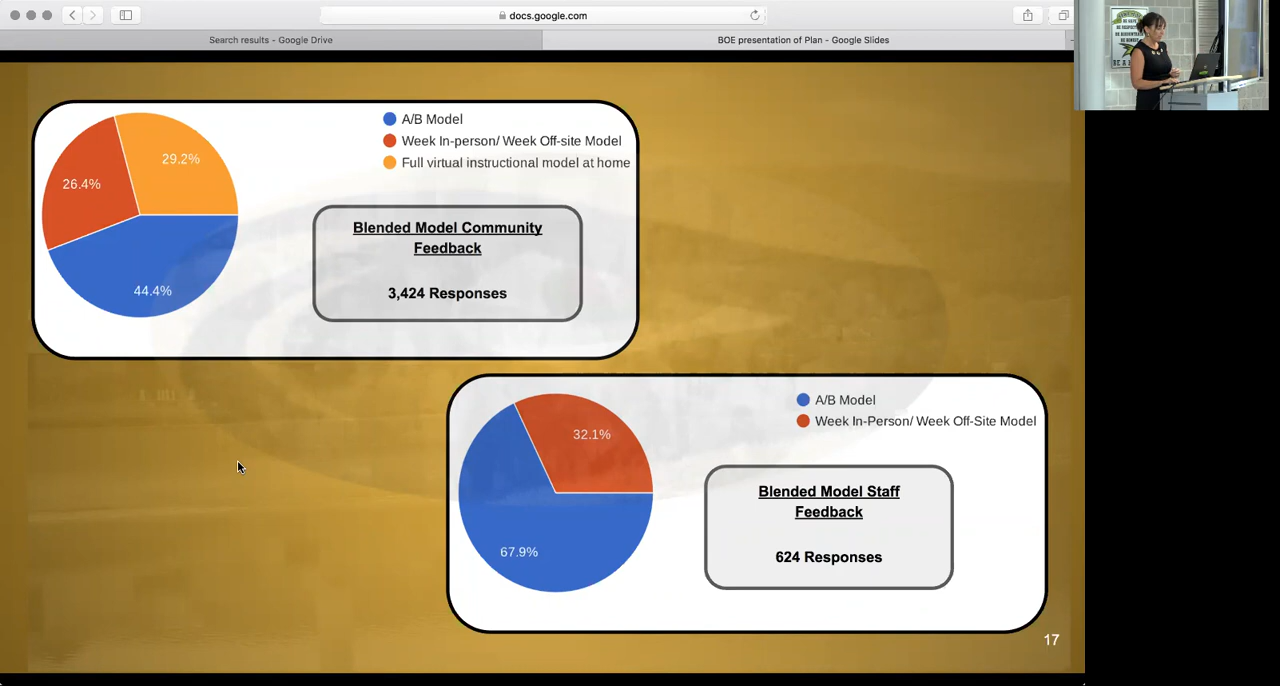 docs.google.com
Search results - Google Drive
BOE presentation of Plan - Google Slides
A/B Model
Week In-person/ Week Off-site Model
Full virtual instructional model at home
29.2%
26.4%
44.4%
Blended Model Community
Feedback
3,424 Responses
A/B Model
Week In-Person/ Week Off-Site Model
32.1%
67.9%
Blended Model Staff
Feedback
624 Responses
17